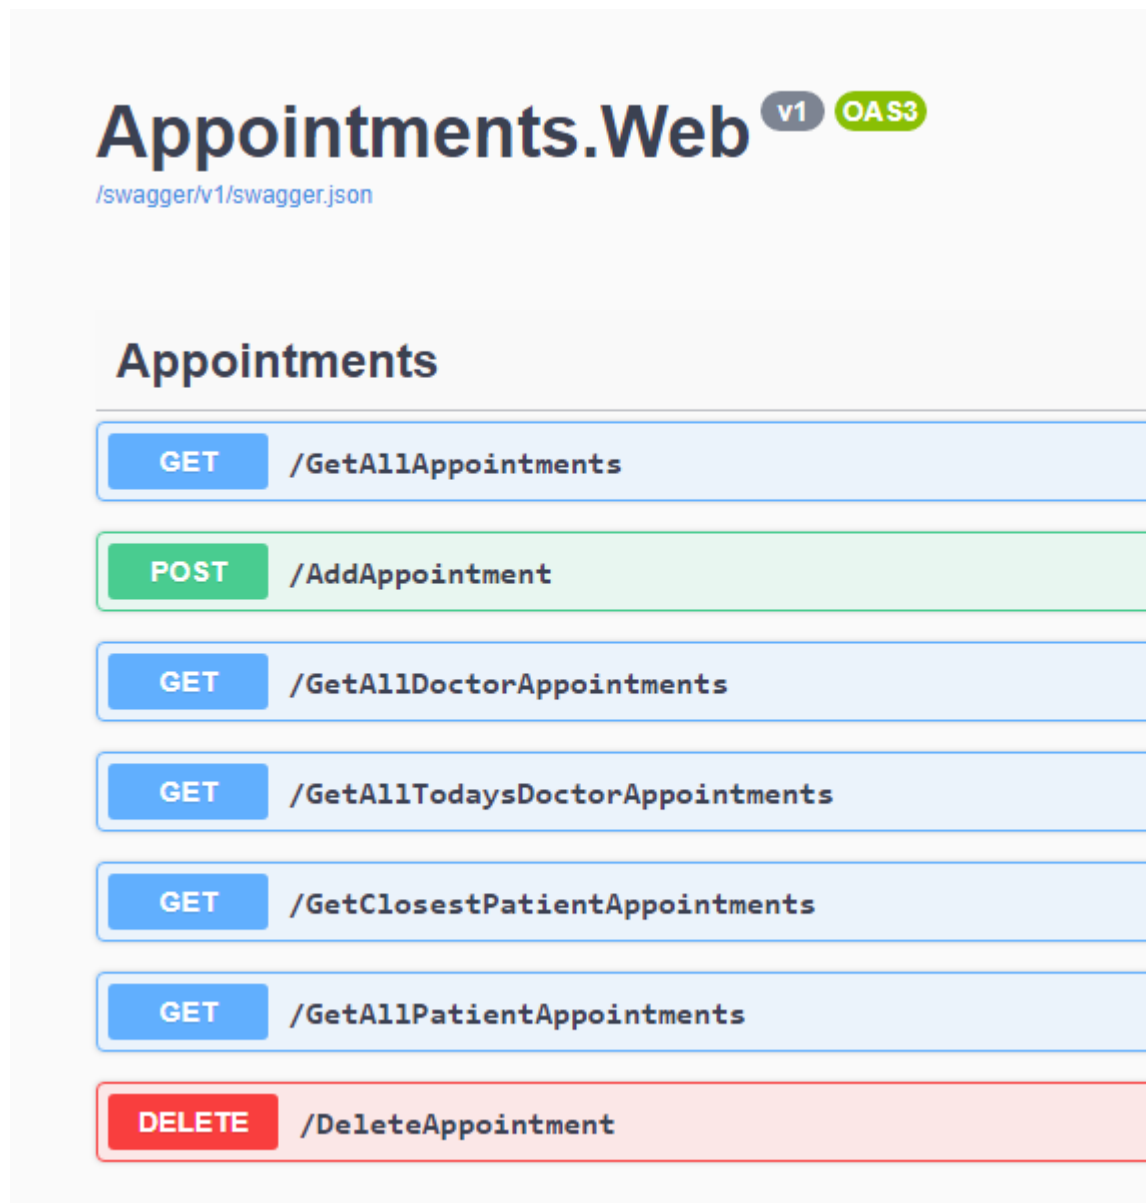 Appointments.Web v1 OAS3
/swagger/v1/swagger.json
Appointments
GET /GetAllAppointments
POST /AddAppointment
GET /GetAllDoctorAppointments
GET /GetAllTodaysDoctorAppointments
GET /GetClosestPatientAppointments
GET /GetAllPatientAppointments
DELETE /DeleteAppointment